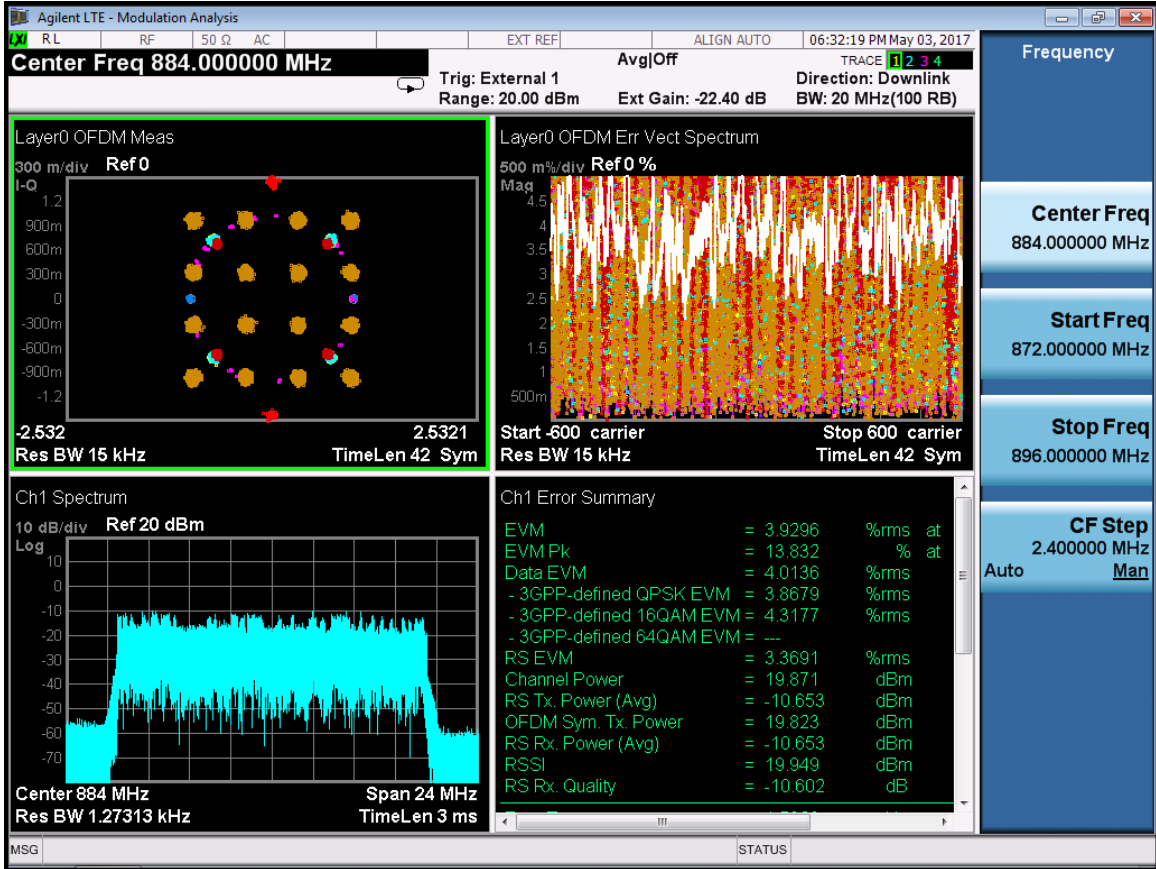 Agilent LTE - Modulation Analysis
LXI RL RF 50 Ω AC EXT REF ALIGN AUTO 06:32:19 PM May 03, 2017
Center Freq 884.000000 MHz
Avg|Off TRACE 1 2 3 4
Trig: External 1 Direction: Downlink
Range: 20.00 dBm Ext Gain: -22.40 dB BW: 20 MHz(100 RB)
Layer0 OFDM Meas
300 m/div Ref 0
I-Q
1.2
900m
600m
300m
0
-300m
-600m
-900m
-1.2
-2.532 2.5321
Res BW 15 kHz TimeLen 42 Sym
Layer0 OFDM Err Vect Spectrum
500 m%/div Ref 0 %
Mag
4.5
4
3.5
3
2.5
2
1.5
1
500m
Start -600 carrier Stop 600 carrier
Res BW 15 kHz TimeLen 42 Sym
Ch1 Spectrum
10 dB/div Ref 20 dBm
Log
10
0
-10
-20
-30
-40
-50
-60
-70
Center 884 MHz Span 24 MHz
Res BW 1.27313 kHz TimeLen 3 ms
Ch1 Error Summary
EVM = 3.9296 %rms at
EVM Pk = 13.832 % at
Data EVM = 4.0136 %rms
- 3GPP-defined QPSK EVM = 3.8679 %rms
- 3GPP-defined 16QAM EVM = 4.3177 %rms
- 3GPP-defined 64QAM EVM = ---
RS EVM = 3.3691 %rms
Channel Power = 19.871 dBm
RS Tx. Power (Avg) = -10.653 dBm
OFDM Sym. Tx. Power = 19.823 dBm
RS Rx. Power (Avg) = -10.653 dBm
RSSI = 19.949 dBm
RS Rx. Quality = -10.602 dB
Frequency
Center Freq
884.000000 MHz
Start Freq
872.000000 MHz
Stop Freq
896.000000 MHz
CF Step
2.400000 MHz
Auto Man
MSG STATUS